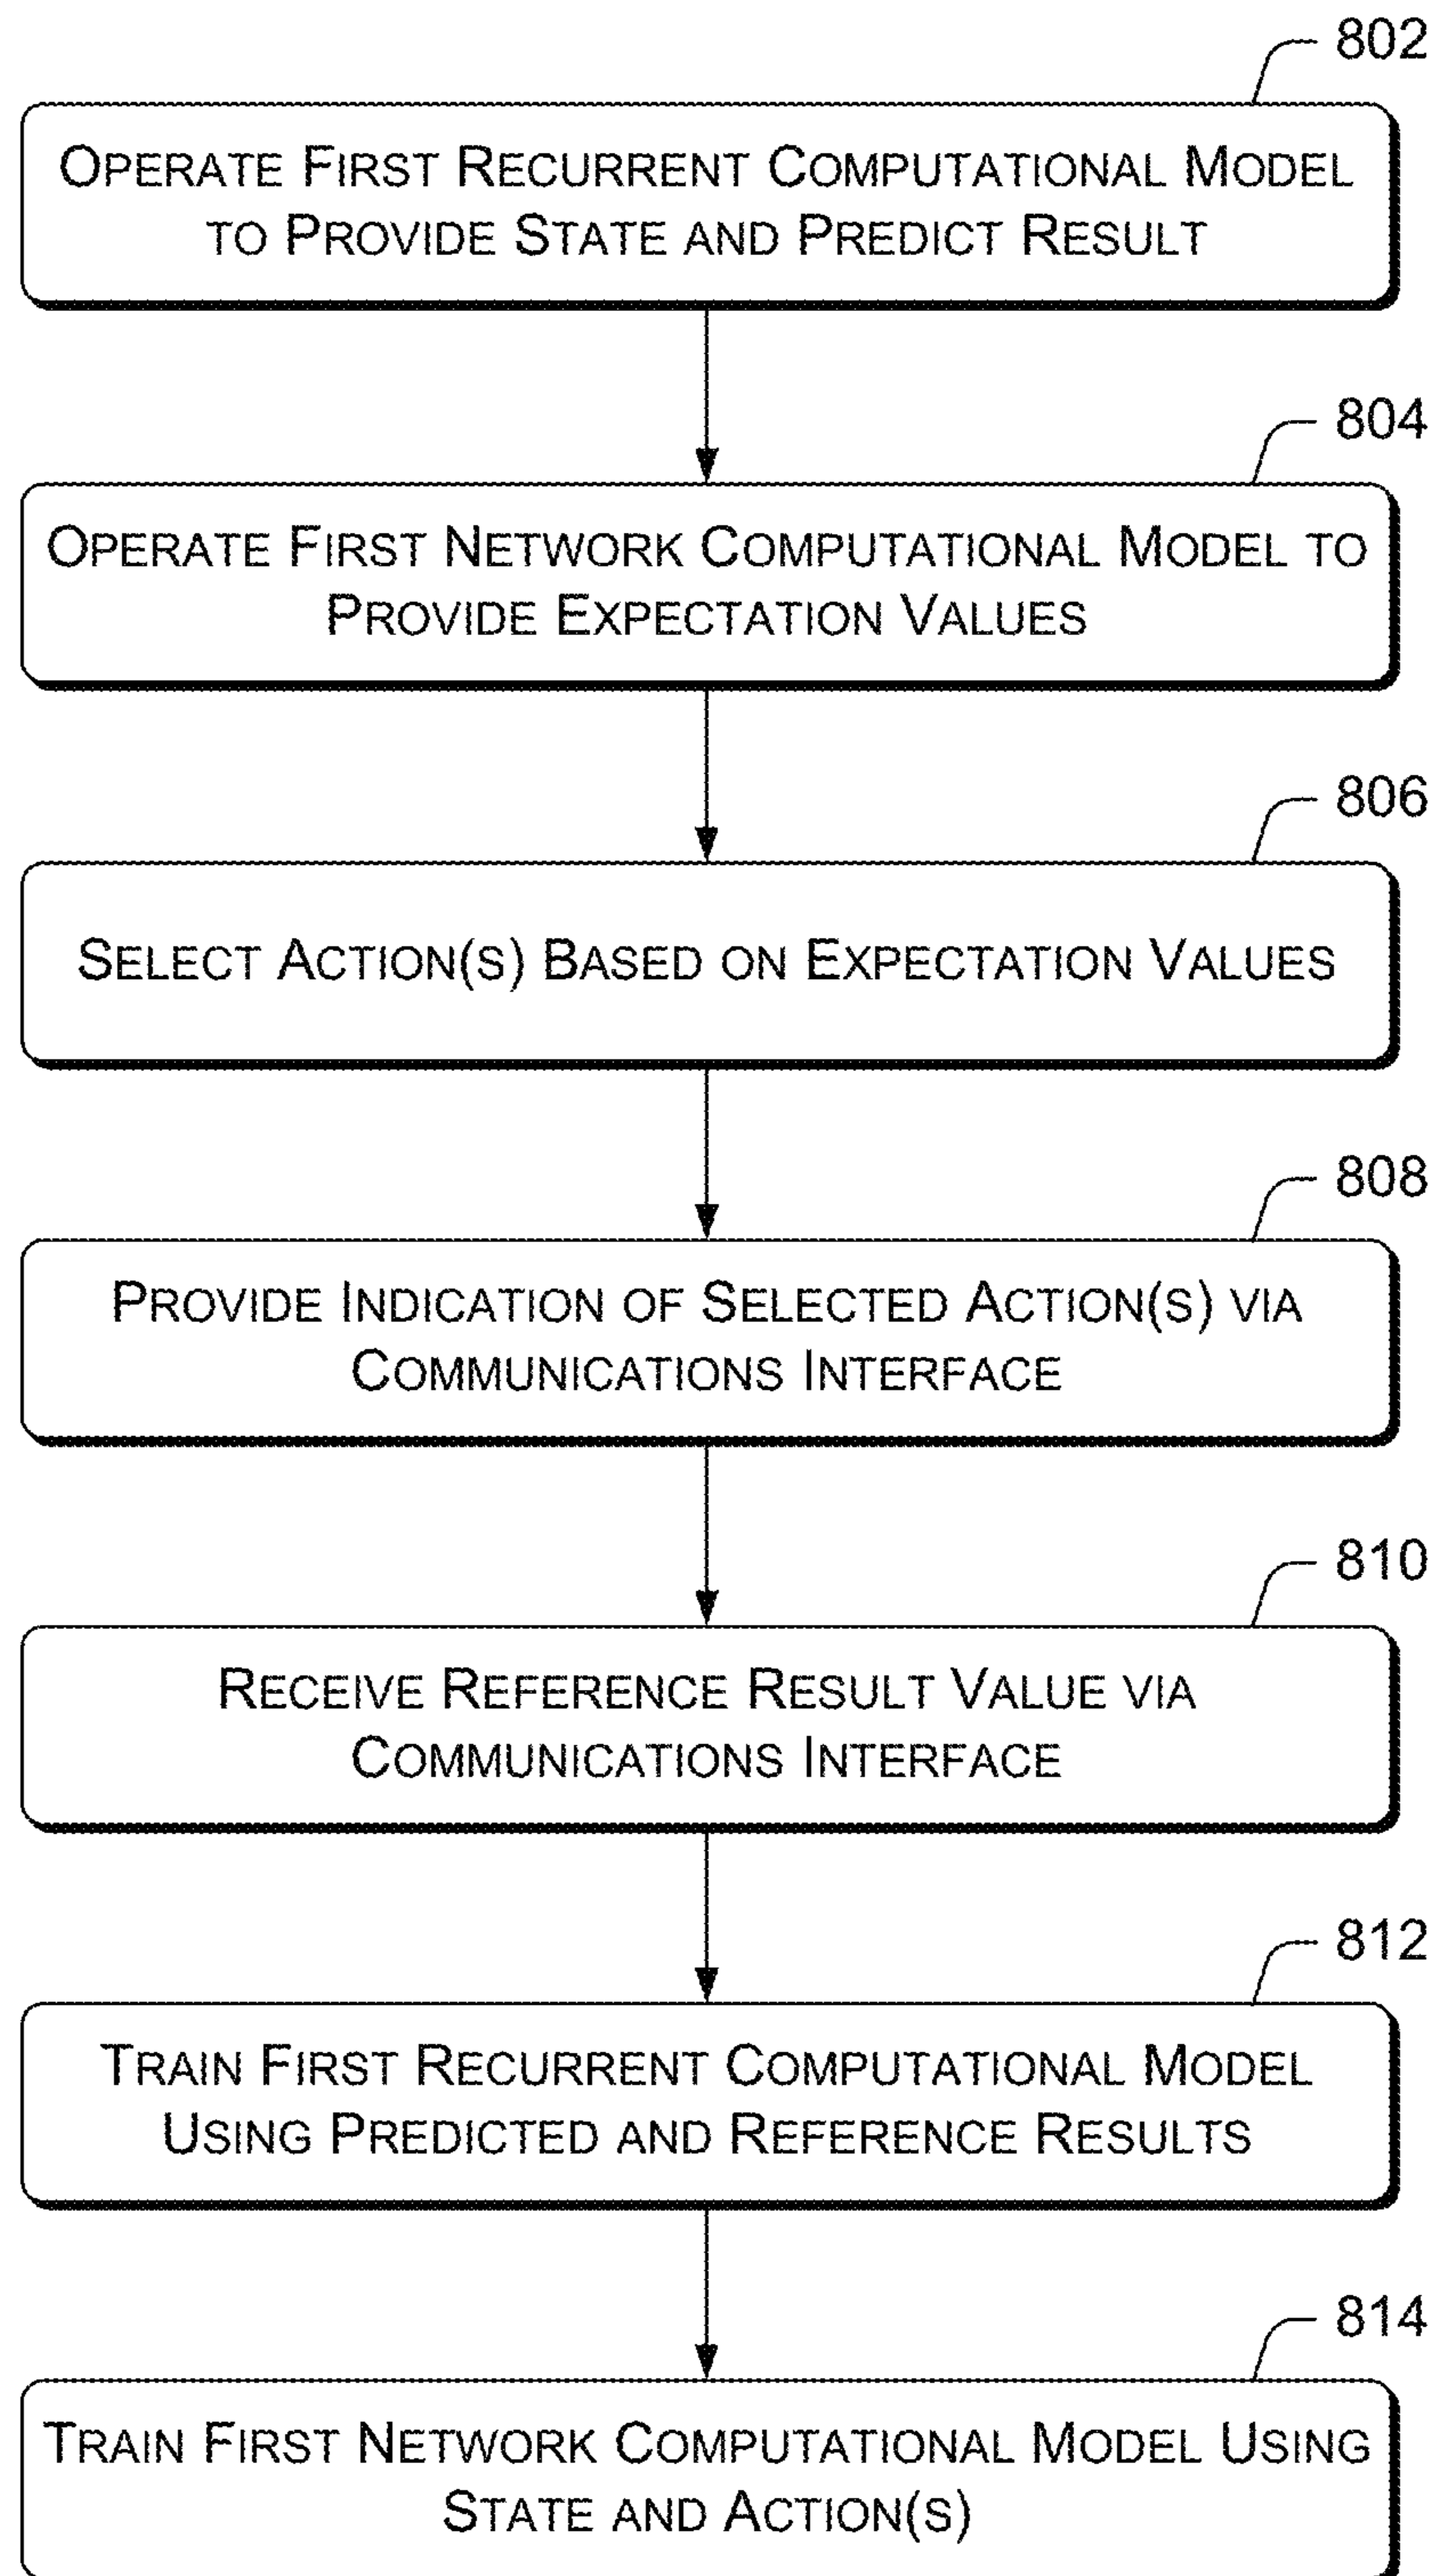 802
OPERATE FIRST RECURRENT COMPUTATIONAL MODEL
TO PROVIDE STATE AND PREDICT RESULT
804
OPERATE FIRST NETWORK COMPUTATIONAL MODEL TO
PROVIDE EXPECTATION VALUES
806
SELECT ACTION(S) BASED ON EXPECTATION VALUES
808
PROVIDE INDICATION OF SELECTED ACTION(S) VIA
COMMUNICATIONS INTERFACE
810
RECEIVE REFERENCE RESULT VALUE VIA
COMMUNICATIONS INTERFACE
812
TRAIN FIRST RECURRENT COMPUTATIONAL MODEL
USING PREDICTED AND REFERENCE RESULTS
814
TRAIN FIRST NETWORK COMPUTATIONAL MODEL USING
STATE AND ACTION(S)